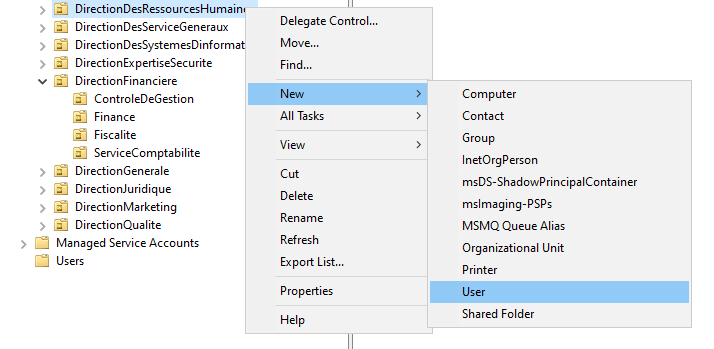 DirectionDesRessourcesHumain
DirectionDesServiceGeneraux
DirectionDesSystemesDinformat
DirectionExpertiseSecurite
DirectionFinanciere
ControleDeGestion
Finance
Fiscalite
ServiceComptabilite
DirectionGenerale
DirectionJuridique
DirectionMarketing
DirectionQualite
Managed Service Accounts
Users
Delegate Control...
Move...
Find...
New
All Tasks
View
Cut
Delete
Rename
Refresh
Export List...
Properties
Help
Computer
Contact
Group
InetOrgPerson
msDS-ShadowPrincipalContainer
msImaging-PSPs
MSMQ Queue Alias
Organizational Unit
Printer
User
Shared Folder